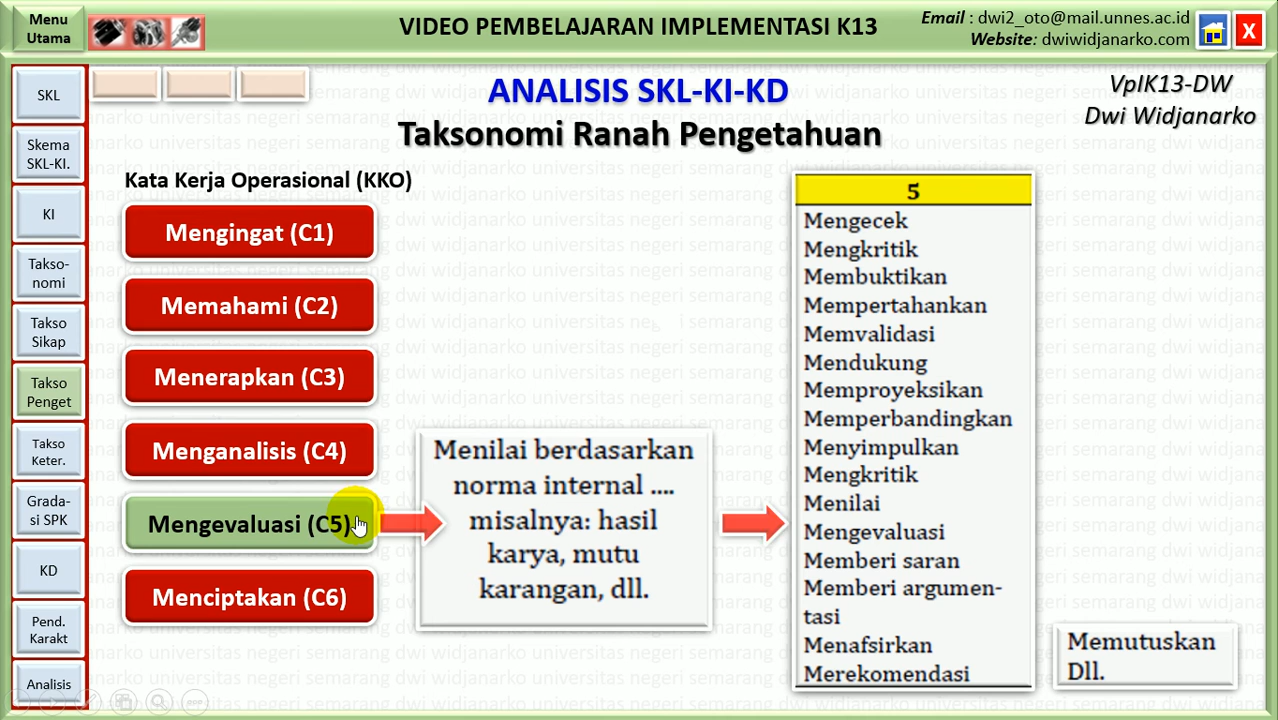 Menu
Utama
VIDEO PEMBELAJARAN IMPLEMENTASI K13
Email : dwi2_oto@mail.unnes.ac.id
Website: dwiwidjanarko.com
X
SKL
Skema
SKL-KI.
KI
Takso-
nomi
Takso
Sikap
Takso
Penget
Takso
Keter.
Grada-
si SPK
KD
Pend.
Karakt
Analisis
ANALISIS SKL-KI-KD
Taksonomi Ranah Pengetahuan
VpIK13-DW
Dwi Widjanarko
Kata Kerja Operasional (KKO)
Mengingat (C1)
Memahami (C2)
Menerapkan (C3)
Menganalisis (C4)
Mengevaluasi (C5)
Menciptakan (C6)
Menilai berdasarkan
norma internal ....
misalnya: hasil
karya, mutu
karangan, dll.
5
Mengecek
Mengkritik
Membuktikan
Mempertahankan
Memvalidasi
Mendukung
Memproyeksikan
Memperbandingkan
Menyimpulkan
Mengkritik
Menilai
Mengevaluasi
Memberi saran
Memberi argumen-
tasi
Menafsirkan
Merekomendasi
Memutuskan
Dll.